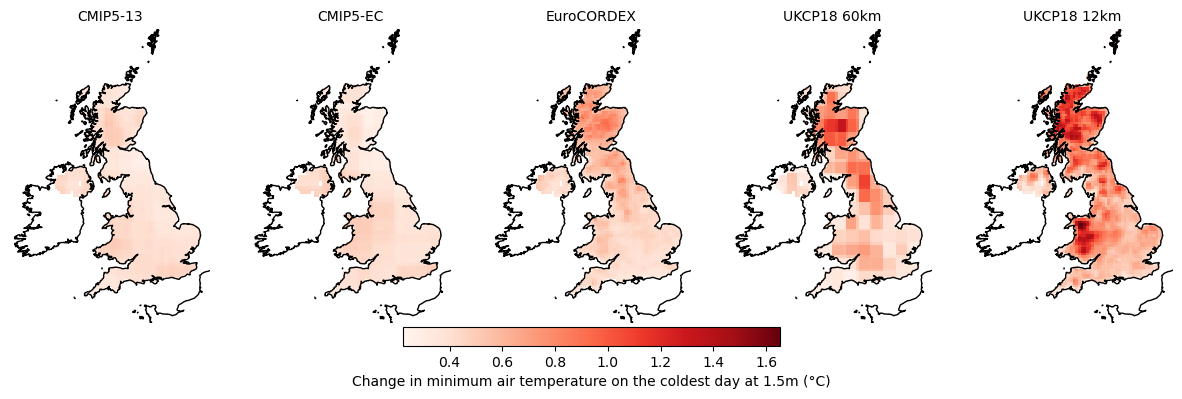 CMIP5-13
CMIP5-EC
EuroCORDEX
UKCP18 60km
UKCP18 12km
0.4 0.6 0.8 1.0 1.2 1.4 1.6
Change in minimum air temperature on the coldest day at 1.5m (°C)